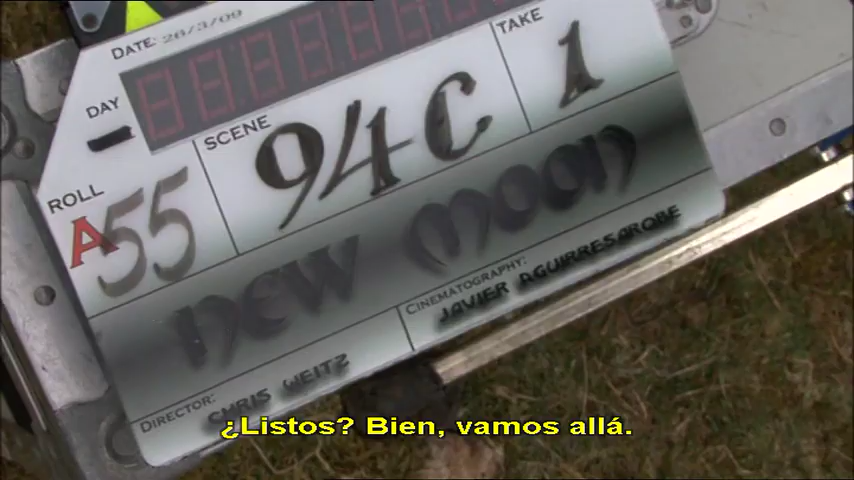 DATE: 26/3/09
TAKE
DAY
SCENE
94C 1
ROLL
A55
NEW MOON
CINEMATOGRAPHY:
JAVIER AGUIRRESAROBE
DIRECTOR:
CHRIS WEITZ
¿Listos? Bien, vamos allá.